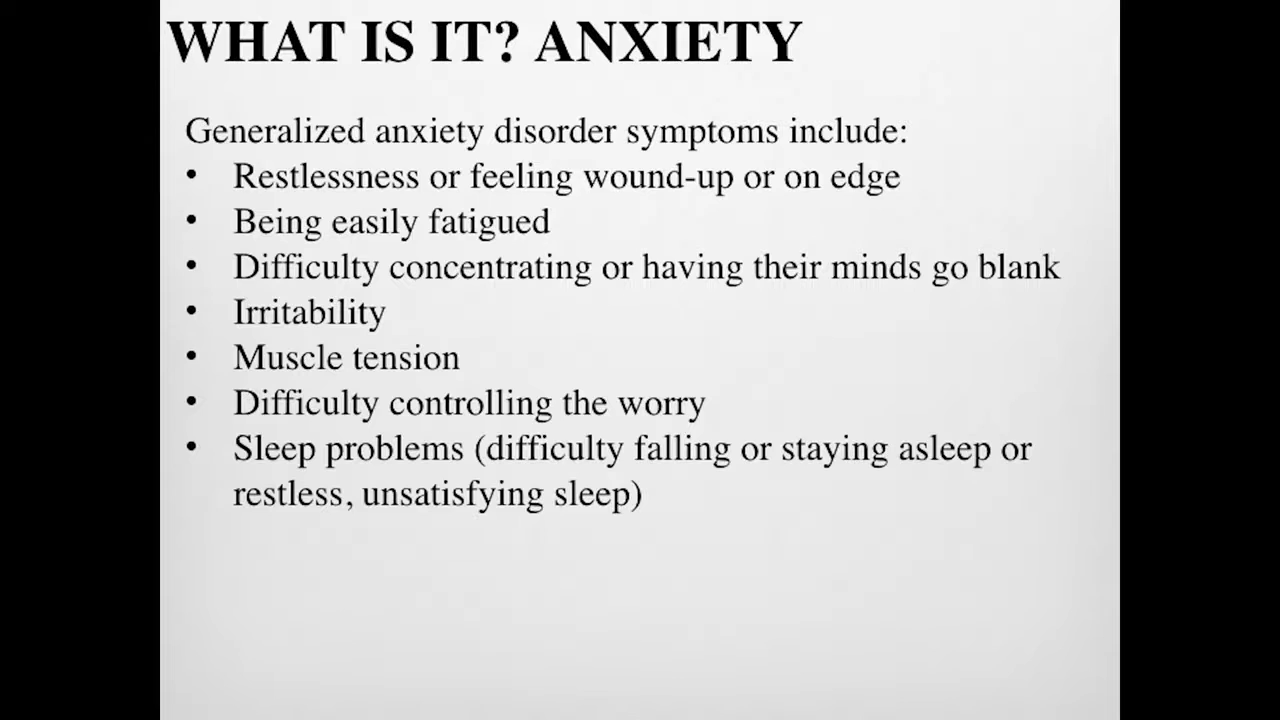 WHAT IS IT? ANXIETY
Generalized anxiety disorder symptoms include:
• Restlessness or feeling wound-up or on edge
• Being easily fatigued
• Difficulty concentrating or having their minds go blank
• Irritability
• Muscle tension
• Difficulty controlling the worry
• Sleep problems (difficulty falling or staying asleep or
restless, unsatisfying sleep)